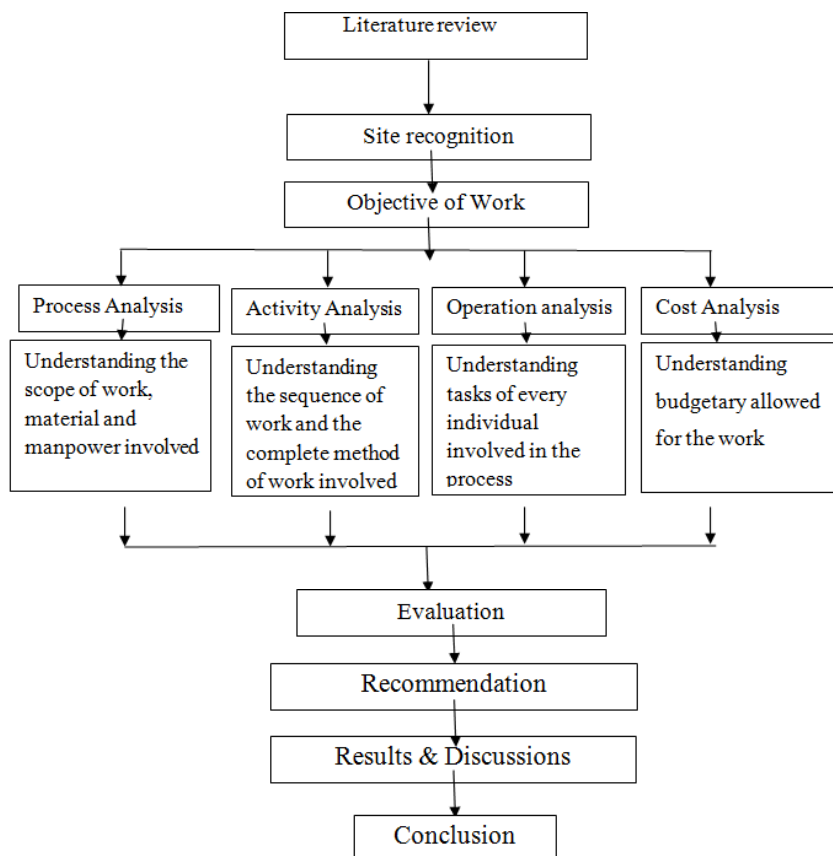 Literature review
Site recognition
Objective of Work
Process Analysis
Activity Analysis
Operation analysis
Cost Analysis
Understanding the
scope of work,
material and
manpower involved
Understanding
the sequence of
work and the
complete method
of work involved
Understanding
tasks of every
individual
involved in the
process
Understanding
budgetary allowed
for the work
Evaluation
Recommendation
Results & Discussions
Conclusion